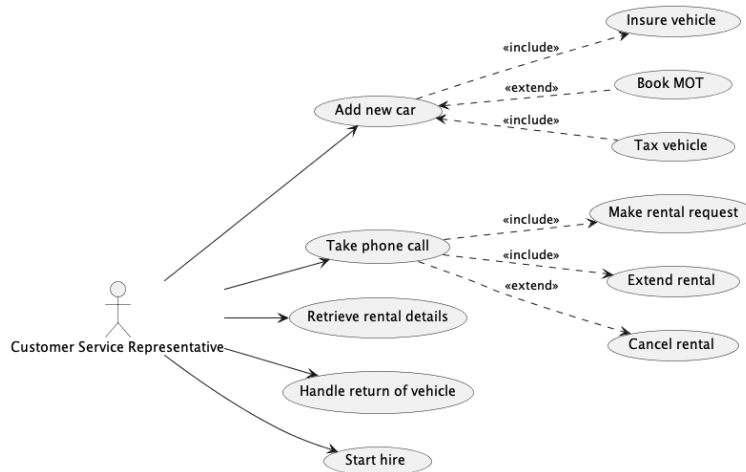 Insure vehicle
«include»
«extend»
Book MOT
Add new car
«include»
Tax vehicle
Make rental request
«include»
Take phone call
«include»
Extend rental
«extend»
Retrieve rental details
Cancel rental
Customer Service Representative
Handle return of vehicle
Start hire